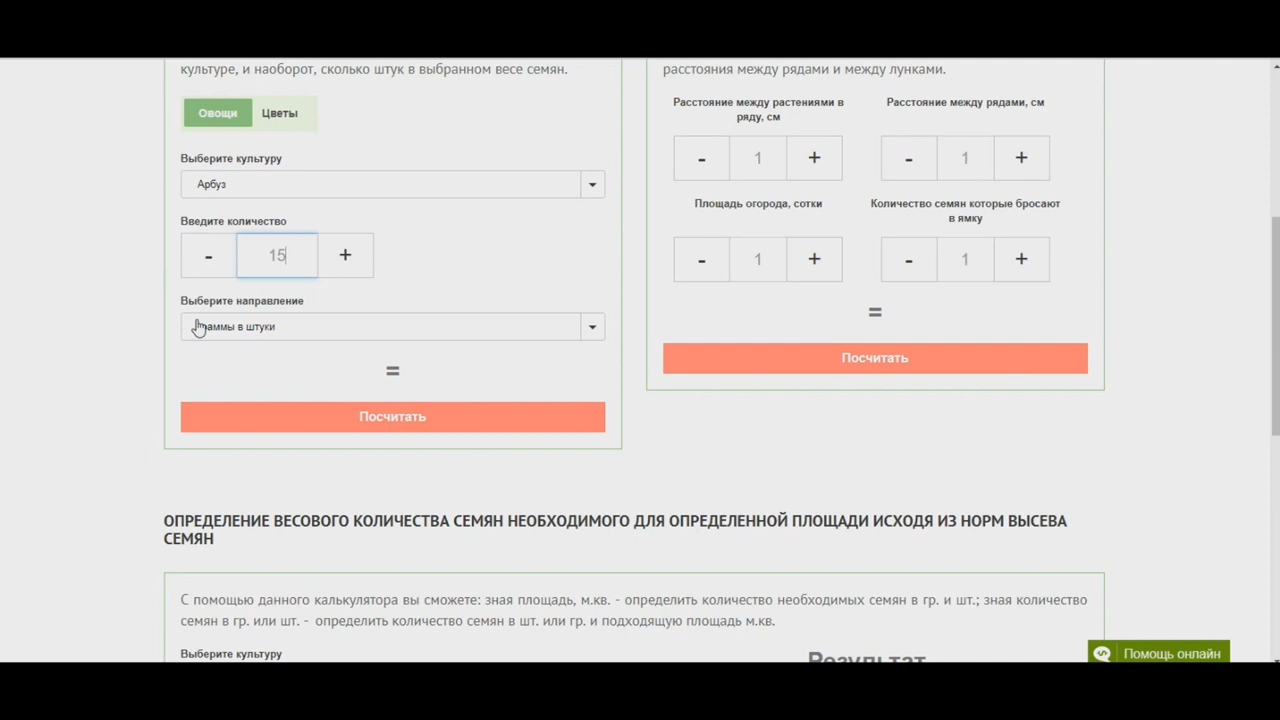 культуре, и наоборот, сколько штук в выбранном весе семян.
Овощи Цветы
Выберите культуру
Арбуз
Введите количество
- 15 +
Выберите направление
раммы в штуки
=
Посчитать
расстояния между рядами и между лунками.
Расстояние между растениями в
ряду, см
- 1 +
Расстояние между рядами, см
- 1 +
Площадь огорода, сотки
- 1 +
Количество семян которые бросают
в ямку
- 1 +
=
Посчитать
ОПРЕДЕЛЕНИЕ ВЕСОВОГО КОЛИЧЕСТВА СЕМЯН НЕОБХОДИМОГО ДЛЯ ОПРЕДЕЛЕННОЙ ПЛОЩАДИ ИСХОДЯ ИЗ НОРМ ВЫСЕВА
СЕМЯН
С помощью данного калькулятора вы сможете: зная площадь, м.кв. - определить количество необходимых семян в гр. и шт.; зная количество
семян в гр. или шт. - определить количество семян в шт. или гр. и подходящую площадь м.кв.
Выберите культуру
Результат
Помощь онлайн